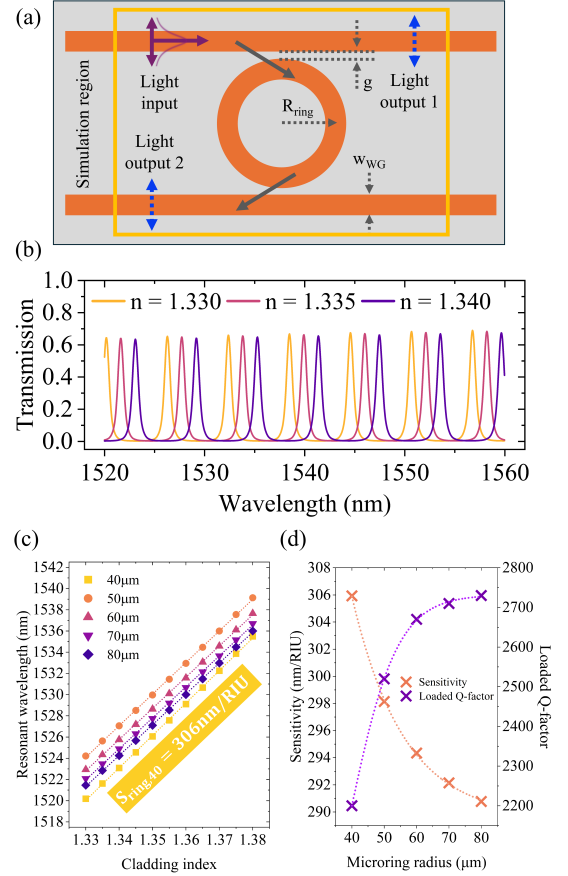 (a)
Simulation region
Light
input
R_ring
g
Light
output 1
Light
output 2
w_WG
(b)
n = 1.330
n = 1.335
n = 1.340
Transmission
1.0
0.8
0.6
0.4
0.2
0.0
1520
1530
1540
1550
1560
Wavelength (nm)
(c)
Resonant wavelength (nm)
1542
1540
1538
1536
1534
1532
1530
1528
1526
1524
1522
1520
1518
40μm
50μm
60μm
70μm
80μm
S_ring,40 = 306nm/RIU
1.33
1.34
1.35
1.36
1.37
1.38
Cladding index
(d)
Sensitivity (nm/RIU)
308
306
304
302
300
298
296
294
292
290
Sensitivity
Loaded Q-factor
2800
2700
2600
2500
2400
2300
2200
Loaded Q-factor
40
50
60
70
80
Microring radius (μm)